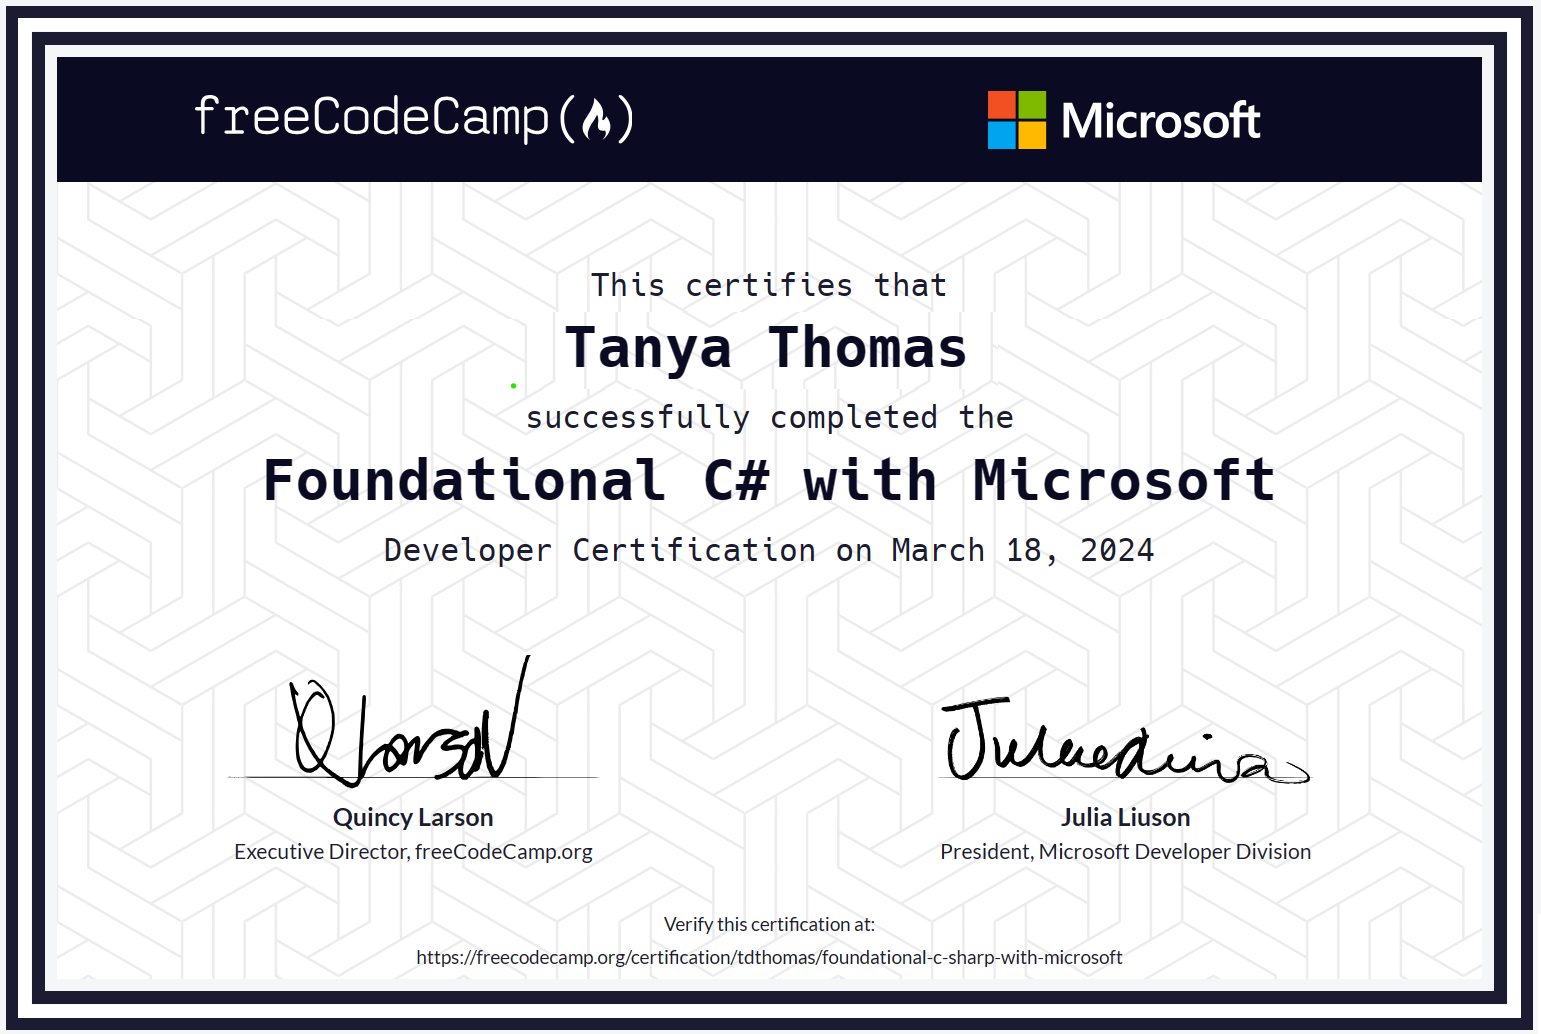 freeCodeCamp
Microsoft
This certifies that
Tanya Thomas
successfully completed the
Foundational C# with Microsoft
Developer Certification on March 18, 2024
Quincy Larson
Executive Director, freeCodeCamp.org
Julia Liuson
President, Microsoft Developer Division
Verify this certification at:
https://freecodecamp.org/certification/tdthomas/foundational-c-sharp-with-microsoft